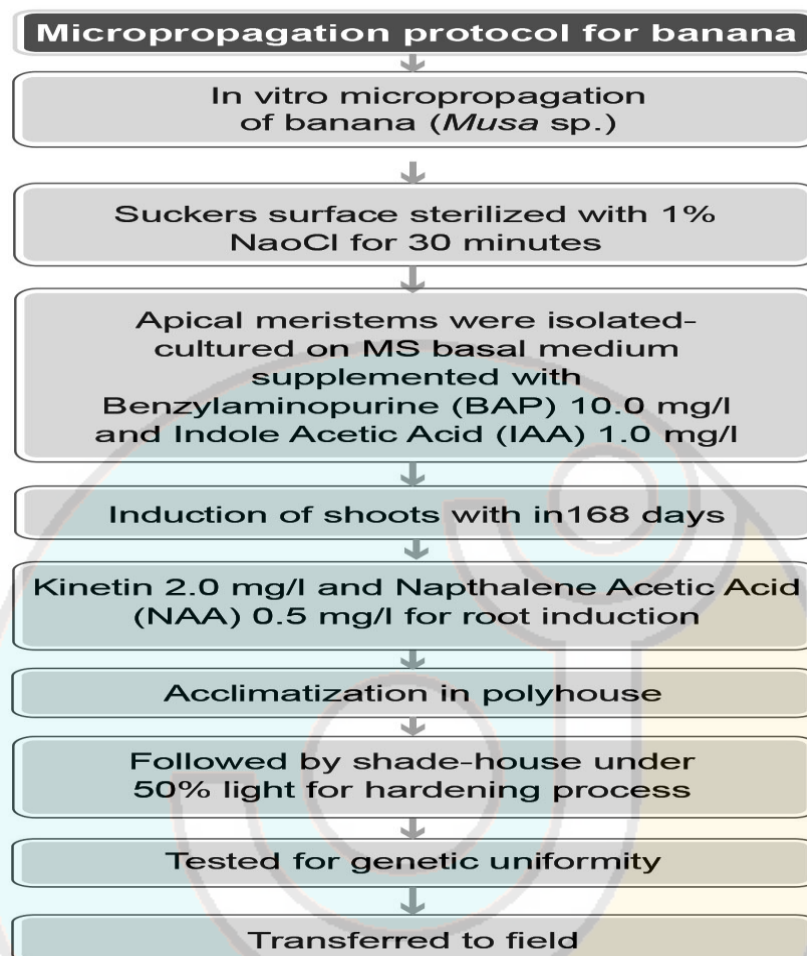 Micropropagation protocol for banana
In vitro micropropagation
of banana (Musa sp.)
Suckers surface sterilized with 1%
NaoCl for 30 minutes
Apical meristems were isolated-
cultured on MS basal medium
supplemented with
Benzylaminopurine (BAP) 10.0 mg/l
and Indole Acetic Acid (IAA) 1.0 mg/l
Induction of shoots with in168 days
Kinetin 2.0 mg/l and Napthalene Acetic Acid
(NAA) 0.5 mg/l for root induction
Acclimatization in polyhouse
Followed by shade-house under
50% light for hardening process
Tested for genetic uniformity
Transferred to field